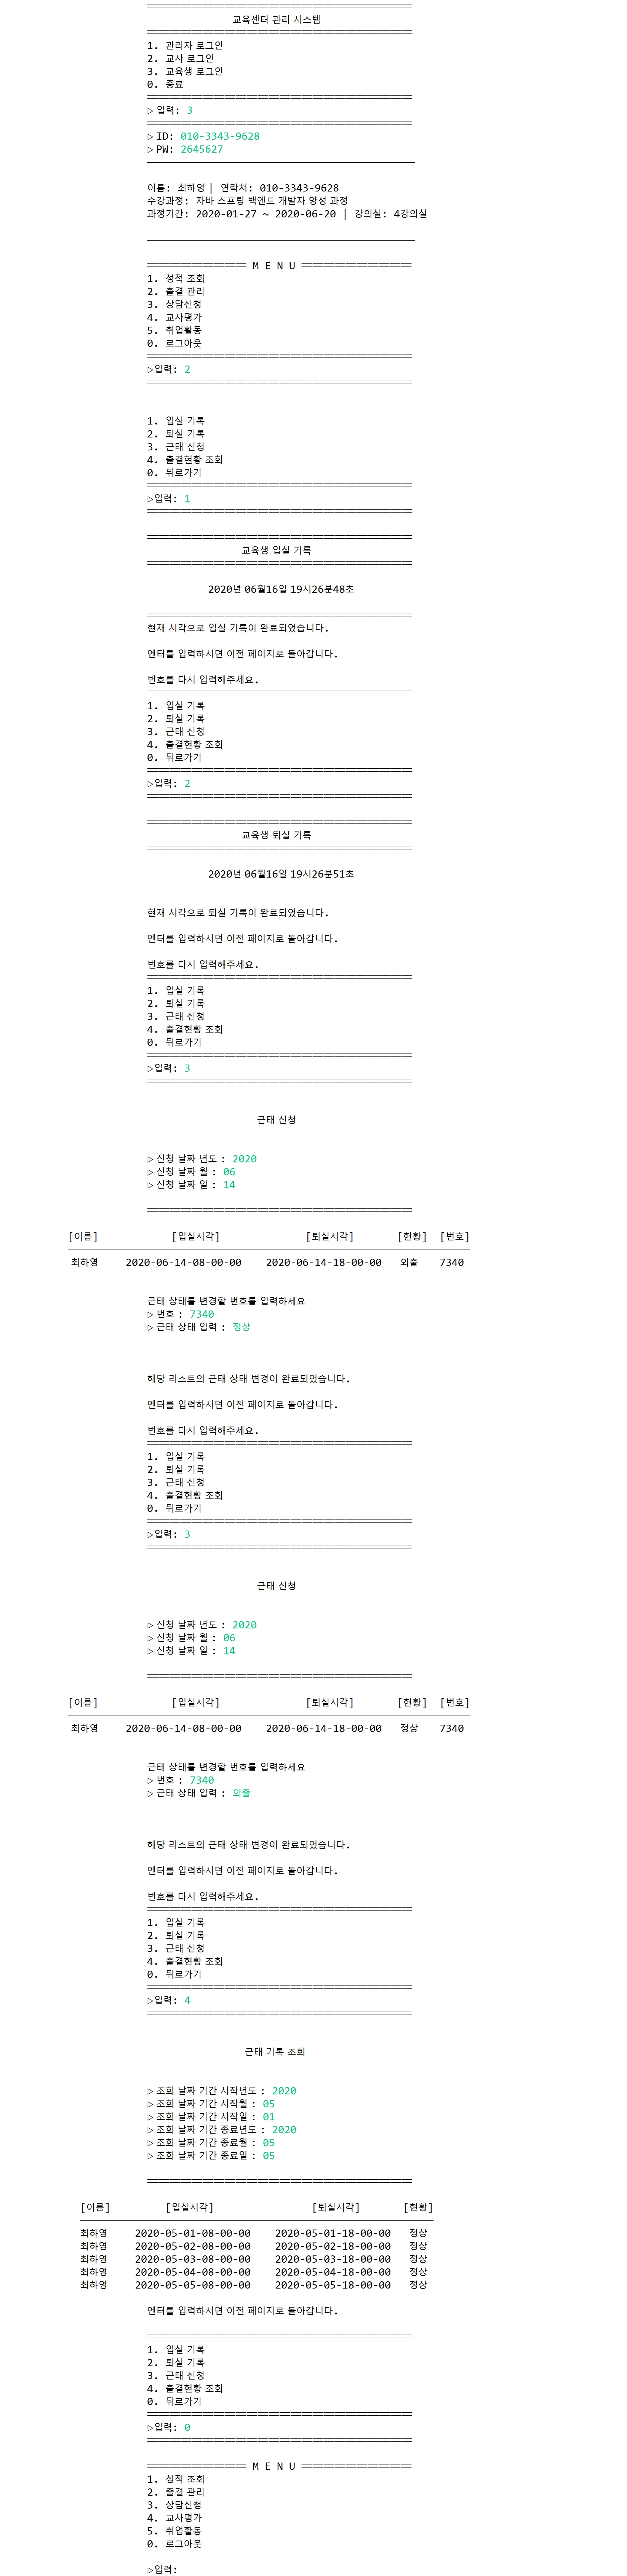 교육센터 관리 시스템
1. 관리자 로그인
2. 교사 로그인
3. 교육생 로그인
0. 종료
▷ 입력: 3
▷ ID: 010-3343-9628
▷ PW: 2645627
이름: 최하영 | 연락처: 010-3343-9628
수강과정: 자바 스프링 백엔드 개발자 양성 과정
과정기간: 2020-01-27 ~ 2020-06-20 | 강의실: 4강의실
M E N U
1. 성적 조회
2. 출결 관리
3. 상담신청
4. 교사평가
5. 취업활동
0. 로그아웃
▷입력: 2
1. 입실 기록
2. 퇴실 기록
3. 근태 신청
4. 출결현황 조회
0. 뒤로가기
▷입력: 1
교육생 입실 기록
2020년 06월16일 19시26분48초
현재 시각으로 입실 기록이 완료되었습니다.
엔터를 입력하시면 이전 페이지로 돌아갑니다.
번호를 다시 입력해주세요.
1. 입실 기록
2. 퇴실 기록
3. 근태 신청
4. 출결현황 조회
0. 뒤로가기
▷입력: 2
교육생 퇴실 기록
2020년 06월16일 19시26분51초
현재 시각으로 퇴실 기록이 완료되었습니다.
엔터를 입력하시면 이전 페이지로 돌아갑니다.
번호를 다시 입력해주세요.
1. 입실 기록
2. 퇴실 기록
3. 근태 신청
4. 출결현황 조회
0. 뒤로가기
▷입력: 3
근태 신청
▷ 신청 날짜 년도 : 2020
▷ 신청 날짜 월 : 06
▷ 신청 날짜 일 : 14
[이름] [입실시각] [퇴실시각] [현황] [번호]
최하영 2020-06-14-08-00-00 2020-06-14-18-00-00 외출 7340
근태 상태를 변경할 번호를 입력하세요
▷ 번호 : 7340
▷ 근태 상태 입력 : 정상
해당 리스트의 근태 상태 변경이 완료되었습니다.
엔터를 입력하시면 이전 페이지로 돌아갑니다.
번호를 다시 입력해주세요.
1. 입실 기록
2. 퇴실 기록
3. 근태 신청
4. 출결현황 조회
0. 뒤로가기
▷입력: 3
근태 신청
▷ 신청 날짜 년도 : 2020
▷ 신청 날짜 월 : 06
▷ 신청 날짜 일 : 14
[이름] [입실시각] [퇴실시각] [현황] [번호]
최하영 2020-06-14-08-00-00 2020-06-14-18-00-00 정상 7340
근태 상태를 변경할 번호를 입력하세요
▷ 번호 : 7340
▷ 근태 상태 입력 : 외출
해당 리스트의 근태 상태 변경이 완료되었습니다.
엔터를 입력하시면 이전 페이지로 돌아갑니다.
번호를 다시 입력해주세요.
1. 입실 기록
2. 퇴실 기록
3. 근태 신청
4. 출결현황 조회
0. 뒤로가기
▷입력: 4
근태 기록 조회
▷ 조회 날짜 기간 시작년도 : 2020
▷ 조회 날짜 기간 시작월 : 05
▷ 조회 날짜 기간 시작일 : 01
▷ 조회 날짜 기간 종료년도 : 2020
▷ 조회 날짜 기간 종료월 : 05
▷ 조회 날짜 기간 종료일 : 05
[이름] [입실시각] [퇴실시각] [현황]
최하영 2020-05-01-08-00-00 2020-05-01-18-00-00 정상
최하영 2020-05-02-08-00-00 2020-05-02-18-00-00 정상
최하영 2020-05-03-08-00-00 2020-05-03-18-00-00 정상
최하영 2020-05-04-08-00-00 2020-05-04-18-00-00 정상
최하영 2020-05-05-08-00-00 2020-05-05-18-00-00 정상
엔터를 입력하시면 이전 페이지로 돌아갑니다.
1. 입실 기록
2. 퇴실 기록
3. 근태 신청
4. 출결현황 조회
0. 뒤로가기
▷입력: 0
M E N U
1. 성적 조회
2. 출결 관리
3. 상담신청
4. 교사평가
5. 취업활동
0. 로그아웃
▷입력: